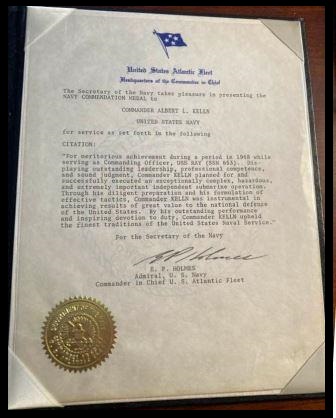 United States Atlantic Fleet
Headquarters of the Commander in Chief
The Secretary of the Navy takes pleasure in presenting the
NAVY COMMENDATION MEDAL to
COMMANDER ALBERT L. KELLN
UNITED STATES NAVY
for service as set forth in the following
CITATION:
"For meritorious achievement during a period in 1968 while
serving as Commanding Officer, USS RAY (SSN 653). Dis-
playing outstanding leadership, professional competence,
and sound judgment, Commander KELLN planned for and
successfully executed an exceptionally complex, hazardous,
and extremely important independent submarine operation.
Through his diligent preparation and his formulation of
effective tactics, Commander KELLN was instrumental in
achieving results of great value to the national defense
of the United States. By his outstanding performance
and inspiring devotion to duty, Commander KELLN upheld
the finest traditions of the United States Naval Service."
For the Secretary of the Navy
E P Holmes
E. P. HOLMES
Admiral, U. S. Navy
Commander in Chief U. S. Atlantic Fleet